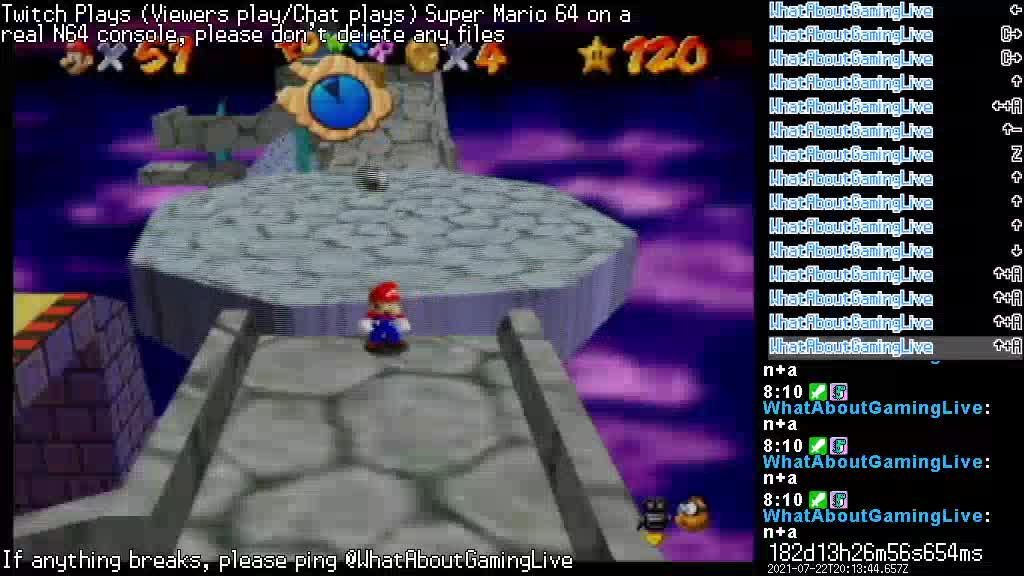 Twitch Plays (Viewers play/Chat plays) Super Mario 64 on a
real N64 console, please don't delete any files
57 4 120
WhatAboutGamingLive ←
WhatAboutGamingLive C→
WhatAboutGamingLive C→
WhatAboutGamingLive ↑
WhatAboutGamingLive ←+A
WhatAboutGamingLive ↑-
WhatAboutGamingLive Z
WhatAboutGamingLive ↑
WhatAboutGamingLive ↑
WhatAboutGamingLive ↑
WhatAboutGamingLive ↓
WhatAboutGamingLive ↑+A
WhatAboutGamingLive ↑+A
WhatAboutGamingLive ↑+A
WhatAboutGamingLive ↑+A
n+a
8:10
WhatAboutGamingLive:
n+a
8:10
WhatAboutGamingLive:
n+a
8:10
WhatAboutGamingLive:
n+a
182d13h26m56s654ms
2021-07-22T20:13:44.657Z
If anything breaks, please ping @WhatAboutGamingLive